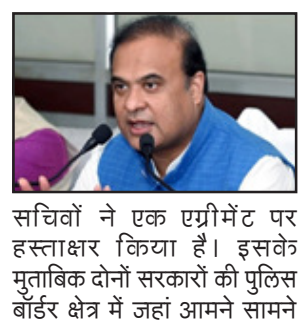 सचिवों ने एक एग्रीमेंट पर
हस्ताक्षर किया है। इसके
मुताबिक दोनों सरकारों की पुलिस
बॉर्डर क्षेत्र में जहां आमने सामने